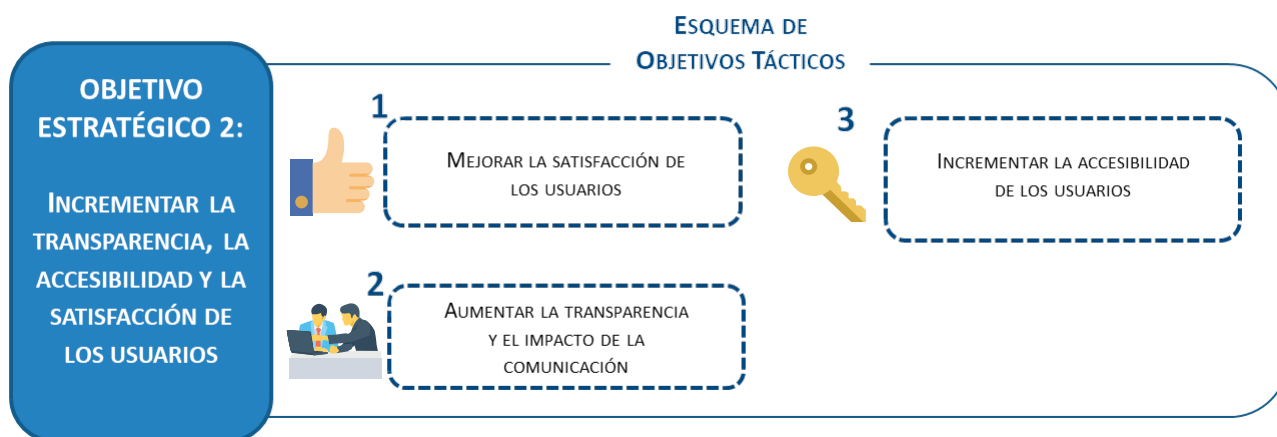 OBJETIVO
ESTRATÉGICO 2:
INCREMENTAR LA
TRANSPARENCIA, LA
ACCESIBILIDAD Y LA
SATISFACCIÓN DE
LOS USUARIOS
ESQUEMA DE
OBJETIVOS TÁCTICOS
1
MEJORAR LA SATISFACCIÓN DE
LOS USUARIOS
2
AUMENTAR LA TRANSPARENCIA
Y EL IMPACTO DE LA
COMUNICACIÓN
3
INCREMENTAR LA ACCESIBILIDAD
DE LOS USUARIOS